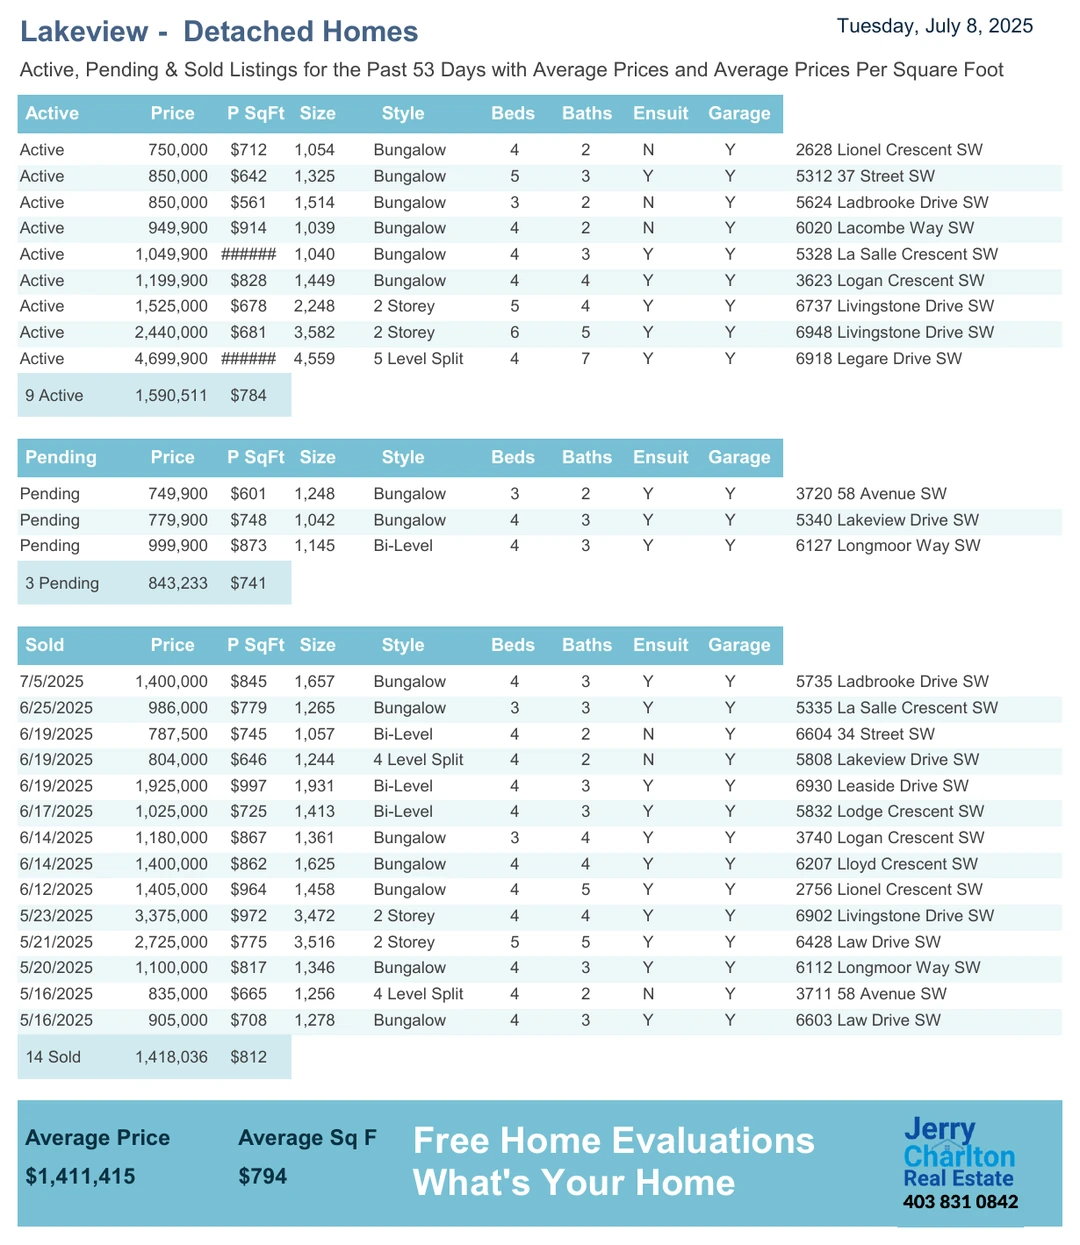 Lakeview - Detached Homes
Tuesday, July 8, 2025
Active, Pending & Sold Listings for the Past 53 Days with Average Prices and Average Prices Per Square Foot
Active Price P SqFt Size Style Beds Baths Ensuit Garage
Active 750,000 $712 1,054 Bungalow 4 2 N Y 2628 Lionel Crescent SW
Active 850,000 $642 1,325 Bungalow 5 3 Y Y 5312 37 Street SW
Active 850,000 $561 1,514 Bungalow 3 2 N Y 5624 Ladbrooke Drive SW
Active 949,900 $914 1,039 Bungalow 4 2 N Y 6020 Lacombe Way SW
Active 1,049,900 ###### 1,040 Bungalow 4 3 Y Y 5328 La Salle Crescent SW
Active 1,199,900 $828 1,449 Bungalow 4 4 Y Y 3623 Logan Crescent SW
Active 1,525,000 $678 2,248 2 Storey 5 4 Y Y 6737 Livingstone Drive SW
Active 2,440,000 $681 3,582 2 Storey 6 5 Y Y 6948 Livingstone Drive SW
Active 4,699,900 ###### 4,559 5 Level Split 4 7 Y Y 6918 Legare Drive SW
9 Active 1,590,511 $784
Pending Price P SqFt Size Style Beds Baths Ensuit Garage
Pending 749,900 $601 1,248 Bungalow 3 2 Y Y 3720 58 Avenue SW
Pending 779,900 $748 1,042 Bungalow 4 3 Y Y 5340 Lakeview Drive SW
Pending 999,900 $873 1,145 Bi-Level 4 3 Y Y 6127 Longmoor Way SW
3 Pending 843,233 $741
Sold Price P SqFt Size Style Beds Baths Ensuit Garage
7/5/2025 1,400,000 $845 1,657 Bungalow 4 3 Y Y 5735 Ladbrooke Drive SW
6/25/2025 986,000 $779 1,265 Bungalow 3 3 Y Y 5335 La Salle Crescent SW
6/19/2025 787,500 $745 1,057 Bi-Level 4 2 N Y 6604 34 Street SW
6/19/2025 804,000 $646 1,244 4 Level Split 4 2 N Y 5808 Lakeview Drive SW
6/19/2025 1,925,000 $997 1,931 Bi-Level 4 3 Y Y 6930 Leaside Drive SW
6/17/2025 1,025,000 $725 1,413 Bi-Level 4 3 Y Y 5832 Lodge Crescent SW
6/14/2025 1,180,000 $867 1,361 Bungalow 3 4 Y Y 3740 Logan Crescent SW
6/14/2025 1,400,000 $862 1,625 Bungalow 4 4 Y Y 6207 Lloyd Crescent SW
6/12/2025 1,405,000 $964 1,458 Bungalow 4 5 Y Y 2756 Lionel Crescent SW
5/23/2025 3,375,000 $972 3,472 2 Storey 4 4 Y Y 6902 Livingstone Drive SW
5/21/2025 2,725,000 $775 3,516 2 Storey 5 5 Y Y 6428 Law Drive SW
5/20/2025 1,100,000 $817 1,346 Bungalow 4 3 Y Y 6112 Longmoor Way SW
5/16/2025 835,000 $665 1,256 4 Level Split 4 2 N Y 3711 58 Avenue SW
5/16/2025 905,000 $708 1,278 Bungalow 4 3 Y Y 6603 Law Drive SW
14 Sold 1,418,036 $812
Average Price Average Sq F
$1,411,415 $794
Free Home Evaluations
What's Your Home
Jerry
Charlton
Real Estate
403 831 0842